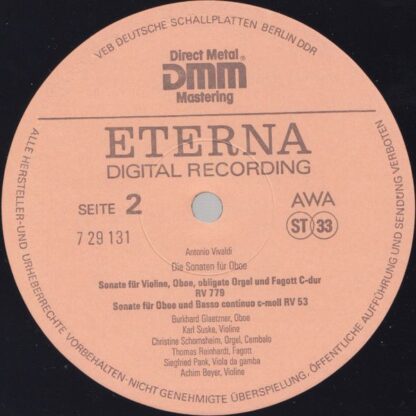 VEB DEUTSCHE SCHALLPLATTEN BERLIN DDR
Direct Metal®
DMM
Mastering
ETERNA
DIGITAL RECORDING
SEITE 2
7 29 131
AWA
ST 33
Antonio Vivaldi
Die Sonaten für Oboe
Sonate für Violine, Oboe, obligate Orgel und Fagott C-dur
RV 779
Sonate für Oboe und Basso continuo c-moll RV 53
Burkhard Glaetzner, Oboe
Karl Suske, Violine
Christine Schornsheim, Orgel, Cembalo
Thomas Reinhardt, Fagott
Siegfried Pank, Viola da gamba
Achim Beyer, Violine
ALLE HERSTELLER-UND URHEBERRECHTE VORBEHALTEN-NICHT GENEHMIGTE ÜBERSPIELUNG, ÖFFENTLICHE AUFFÜHRUNG UND SENDUNG VERBOTEN